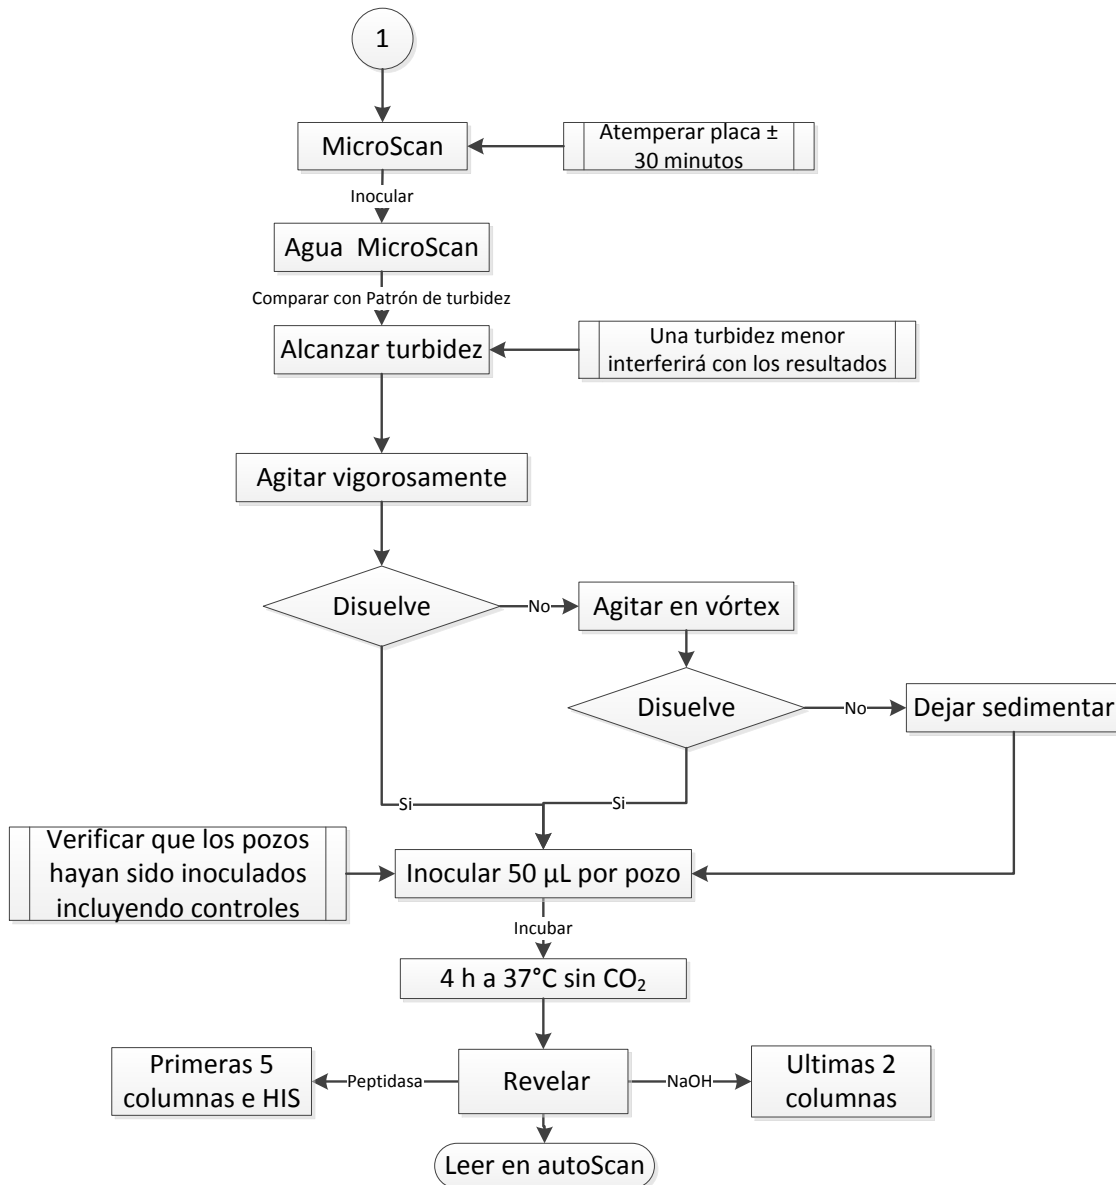 1
MicroScan
Atemperar placa ±
30 minutos
Inocular
Agua  MicroScan
Comparar con Patrón de turbidez
Alcanzar turbidez
Una turbidez menor
interferirá con los resultados
Agitar vigorosamente
Disuelve
No
Agitar en vórtex
Disuelve
No
Dejar sedimentar
Si
Si
Verificar que los pozos
hayan sido inoculados
incluyendo controles
Inocular 50 µL por pozo
Incubar
4 h a 37°C sin CO₂
Primeras 5
columnas e HIS
Peptidasa
Revelar
NaOH
Ultimas 2
columnas
Leer en autoScan